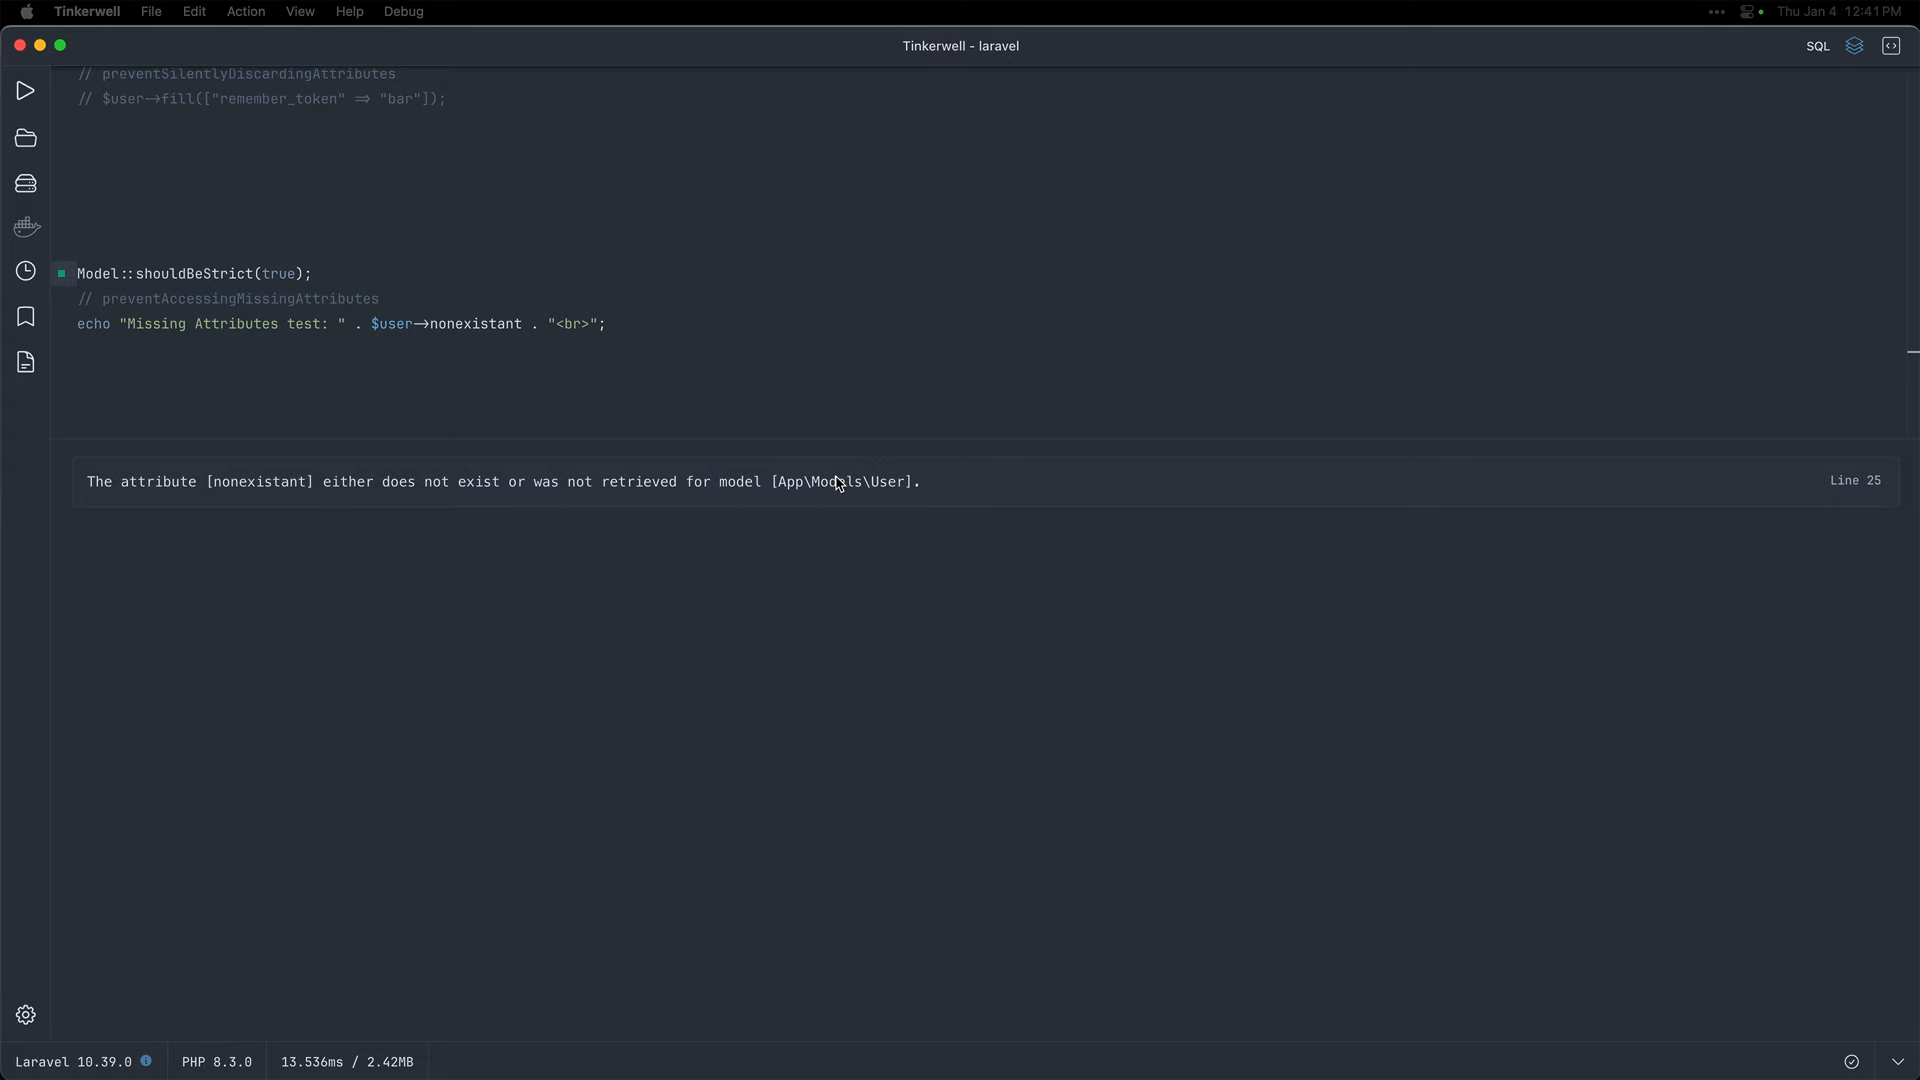 Tinkerwell File Edit Action View Help Debug
Thu Jan 4 12:41 PM
Tinkerwell - laravel
SQL
// preventSilentlyDiscardingAttributes
// $user->fill(["remember_token" => "bar"]);
Model::shouldBeStrict(true);
// preventAccessingMissingAttributes
echo "Missing Attributes test: " . $user->nonexistant . "<br>";
The attribute [nonexistant] either does not exist or was not retrieved for model [App\Models\User].
Line 25
Laravel 10.39.0
PHP 8.3.0
13.536ms / 2.42MB